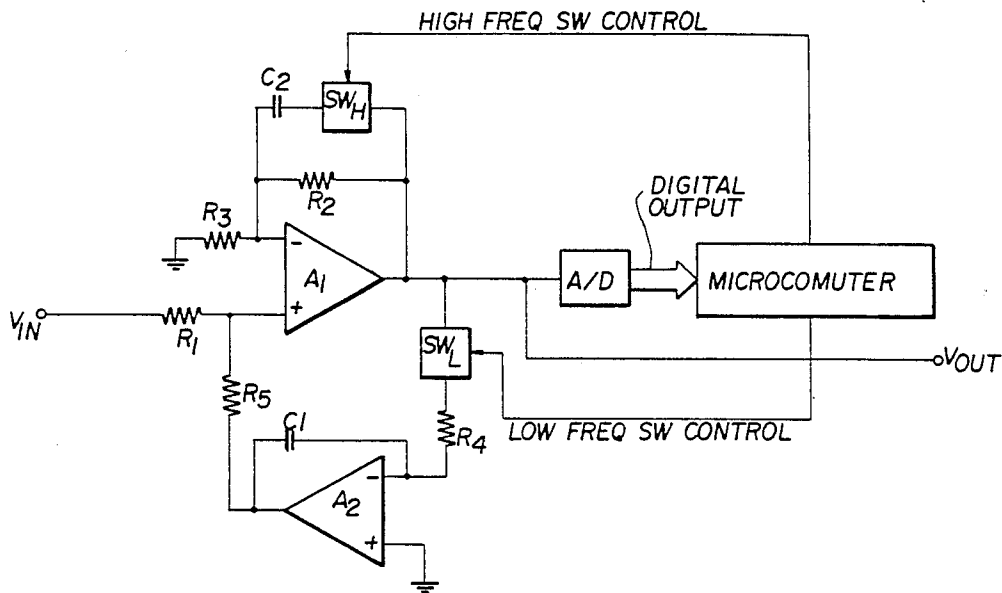 HIGH FREQ SW CONTROL
C2
SWH
R2
DIGITAL
OUTPUT
R3
-
A1
+
A/D
MICROCOMUTER
VIN
R1
SWL
VOUT
R5
C1
R4
LOW FREQ SW CONTROL
-
A2
+